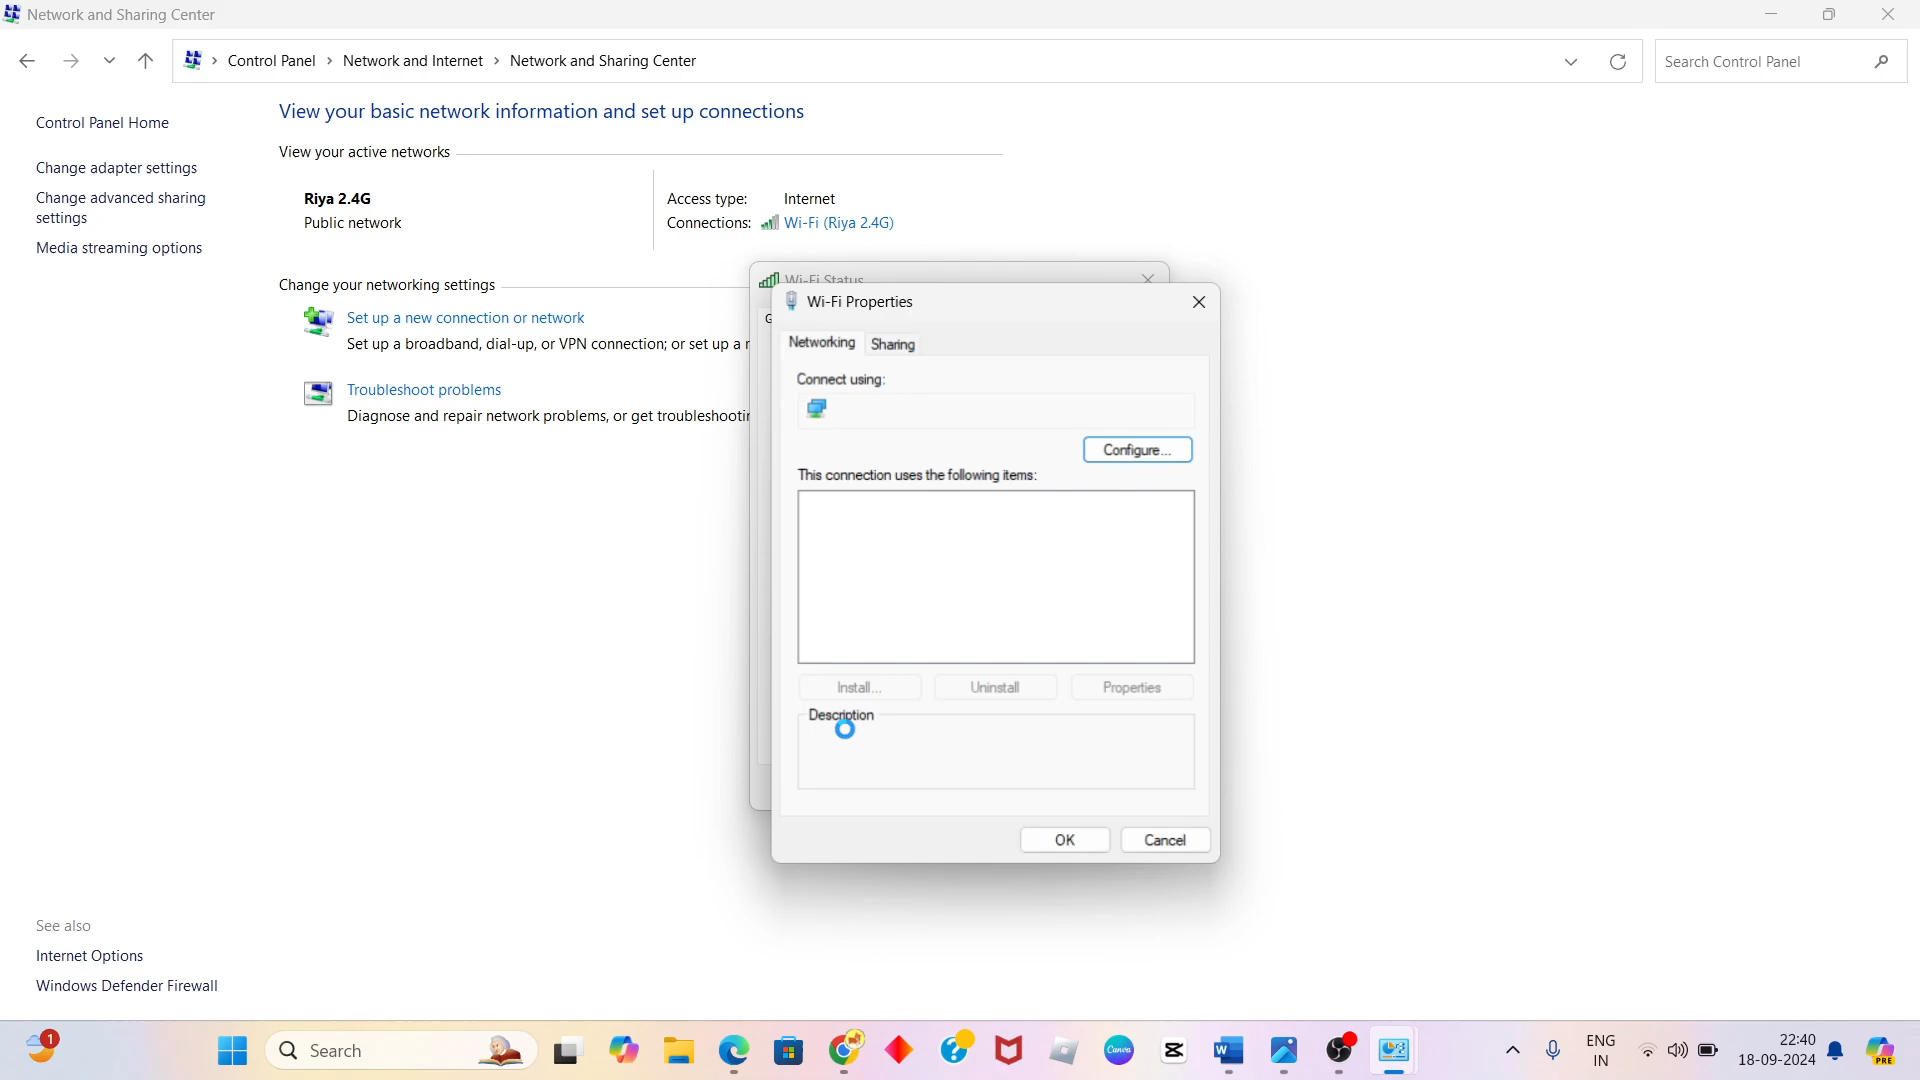 Network and Sharing Center
Control Panel > Network and Internet > Network and Sharing Center
Search Control Panel
Control Panel Home
Change adapter settings
Change advanced sharing
settings
Media streaming options
View your basic network information and set up connections
View your active networks
Riya 2.4G
Public network
Access type: Internet
Connections: Wi-Fi (Riya 2.4G)
Change your networking settings
Set up a new connection or network
Set up a broadband, dial-up, or VPN connection; or set up a
Troubleshoot problems
Diagnose and repair network problems, or get
Wi-Fi Status
Wi-Fi Properties
Networking Sharing
Connect using:
Configure...
This connection uses the following items:
Install... Uninstall Properties
Description
OK Cancel
See also
Internet Options
Windows Defender Firewall
1
Search
Canva
ENG
IN
22:40
18-09-2024
PRE